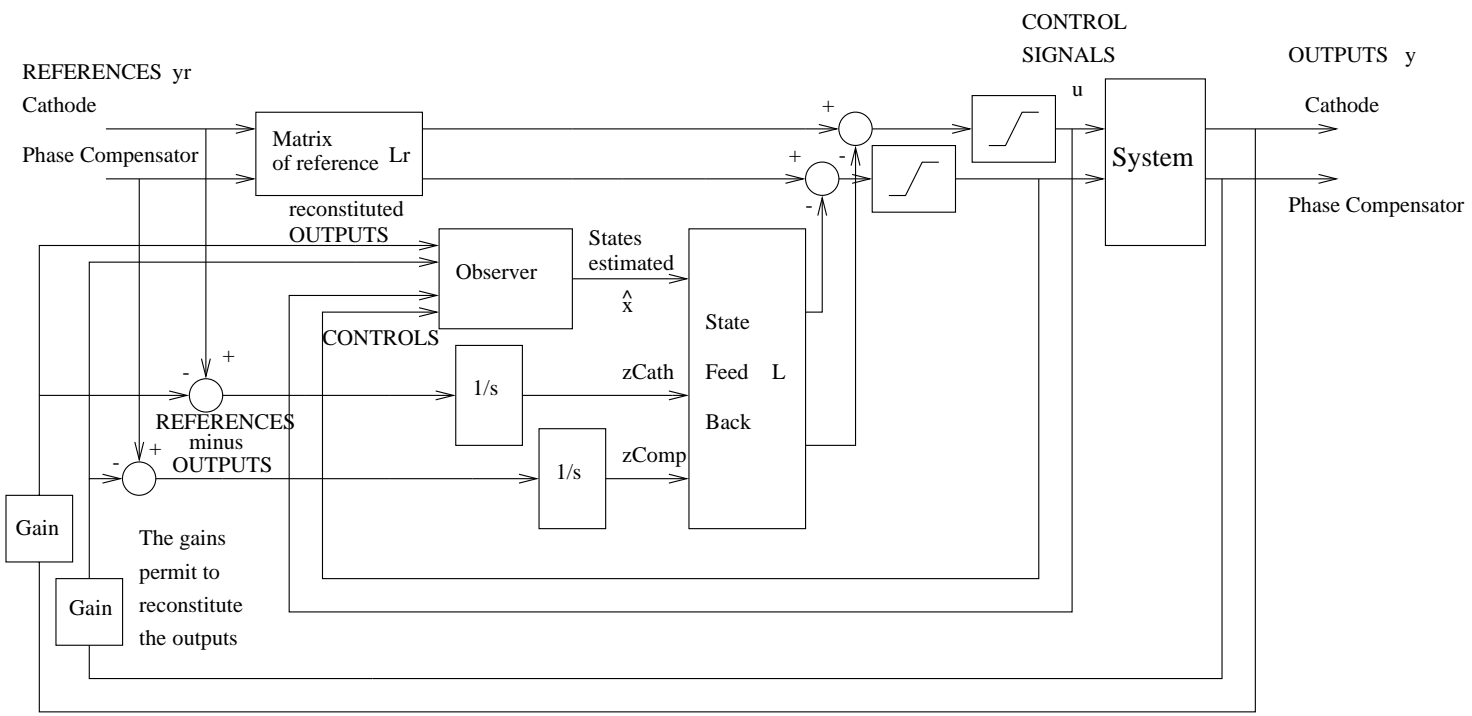 CONTROL
SIGNALS
u
REFERENCES yr
Cathode
Phase Compensator
Matrix
of reference Lr
+
-
+
-
System
OUTPUTS y
Cathode
Phase Compensator
reconstituted
OUTPUTS
Observer
States
estimated
^
x
CONTROLS
State
Feed L
Back
+
-
1/s
zCath
REFERENCES
minus
OUTPUTS
+
-
1/s
zComp
Gain
Gain
The gains
permit to
reconstitute
the outputs